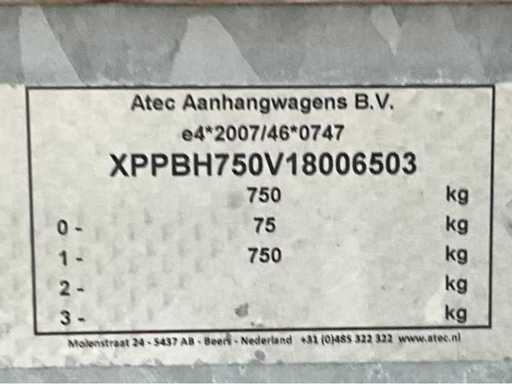 Atec Aanhangwagens B.V.
e4*2007/46*0747
XPPBH750V18006503
750 kg
0 - 75 kg
1 - 750 kg
2 - kg
3 - kg
Molenstraat 24 - 5437 AB - Beers - Nederland +31 (0)485 322 322 www.atec.nl